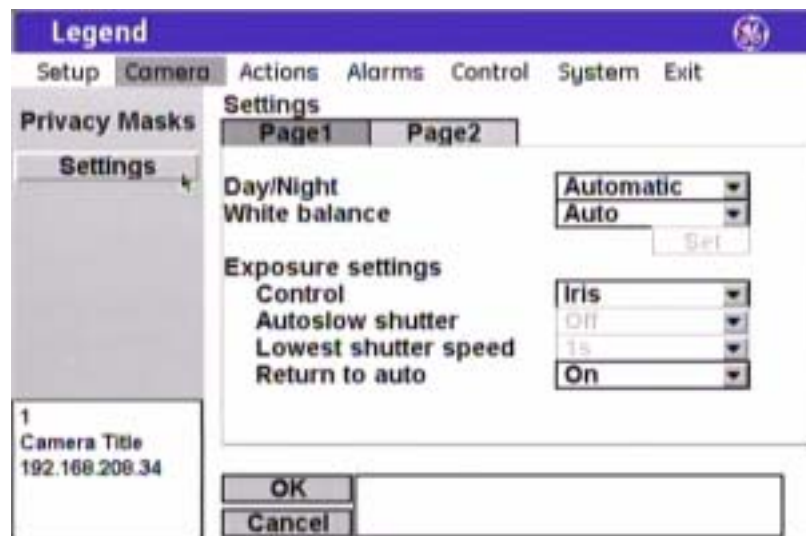 Legend
Setup Camera Actions Alarms Control System Exit
Privacy Masks
Settings
Settings
Page1 Page2
Day/Night Automatic
White balance Auto
Set
Exposure settings
Control Iris
Autoslow shutter Off
Lowest shutter speed 1s
Return to auto On
1
Camera Title
192.168.208.34
OK
Cancel